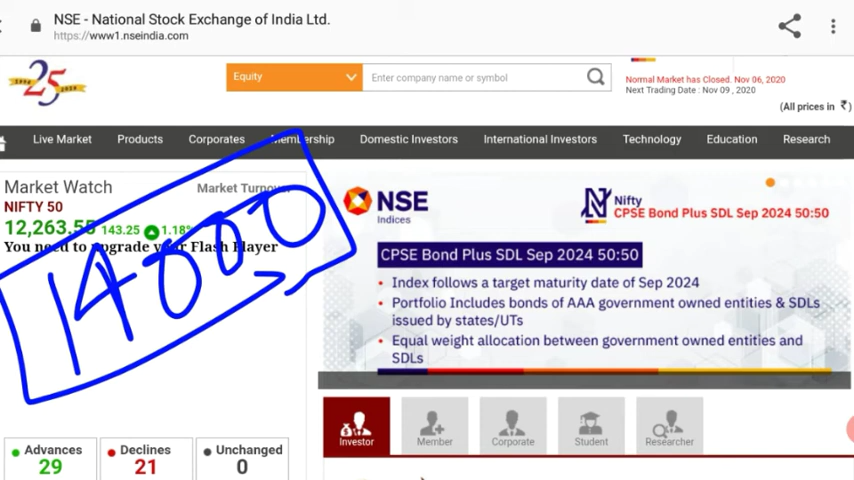 NSE - National Stock Exchange of India Ltd.
https://www1.nseindia.com
25
Equity
Enter company name or symbol
Normal Market has Closed. Nov 06, 2020
Next Trading Date : Nov 09 , 2020
(All prices in ₹)
Live Market Products Corporates Membership Domestic Investors International Investors Technology Education Research
Market Watch
Market Turnover
NIFTY 50
12,263.55 143.25 1.18%
You need to upgrade your Flash Player
14000
NSE
Indices
Nifty
CPSE Bond Plus SDL Sep 2024 50:50
CPSE Bond Plus SDL Sep 2024 50:50
• Index follows a target maturity date of Sep 2024
• Portfolio Includes bonds of AAA government owned entities & SDLs
issued by states/UTs
• Equal weight allocation between government owned entities and
SDLs
Investor Member Corporate Student Researcher
Advances Declines Unchanged
29 21 0